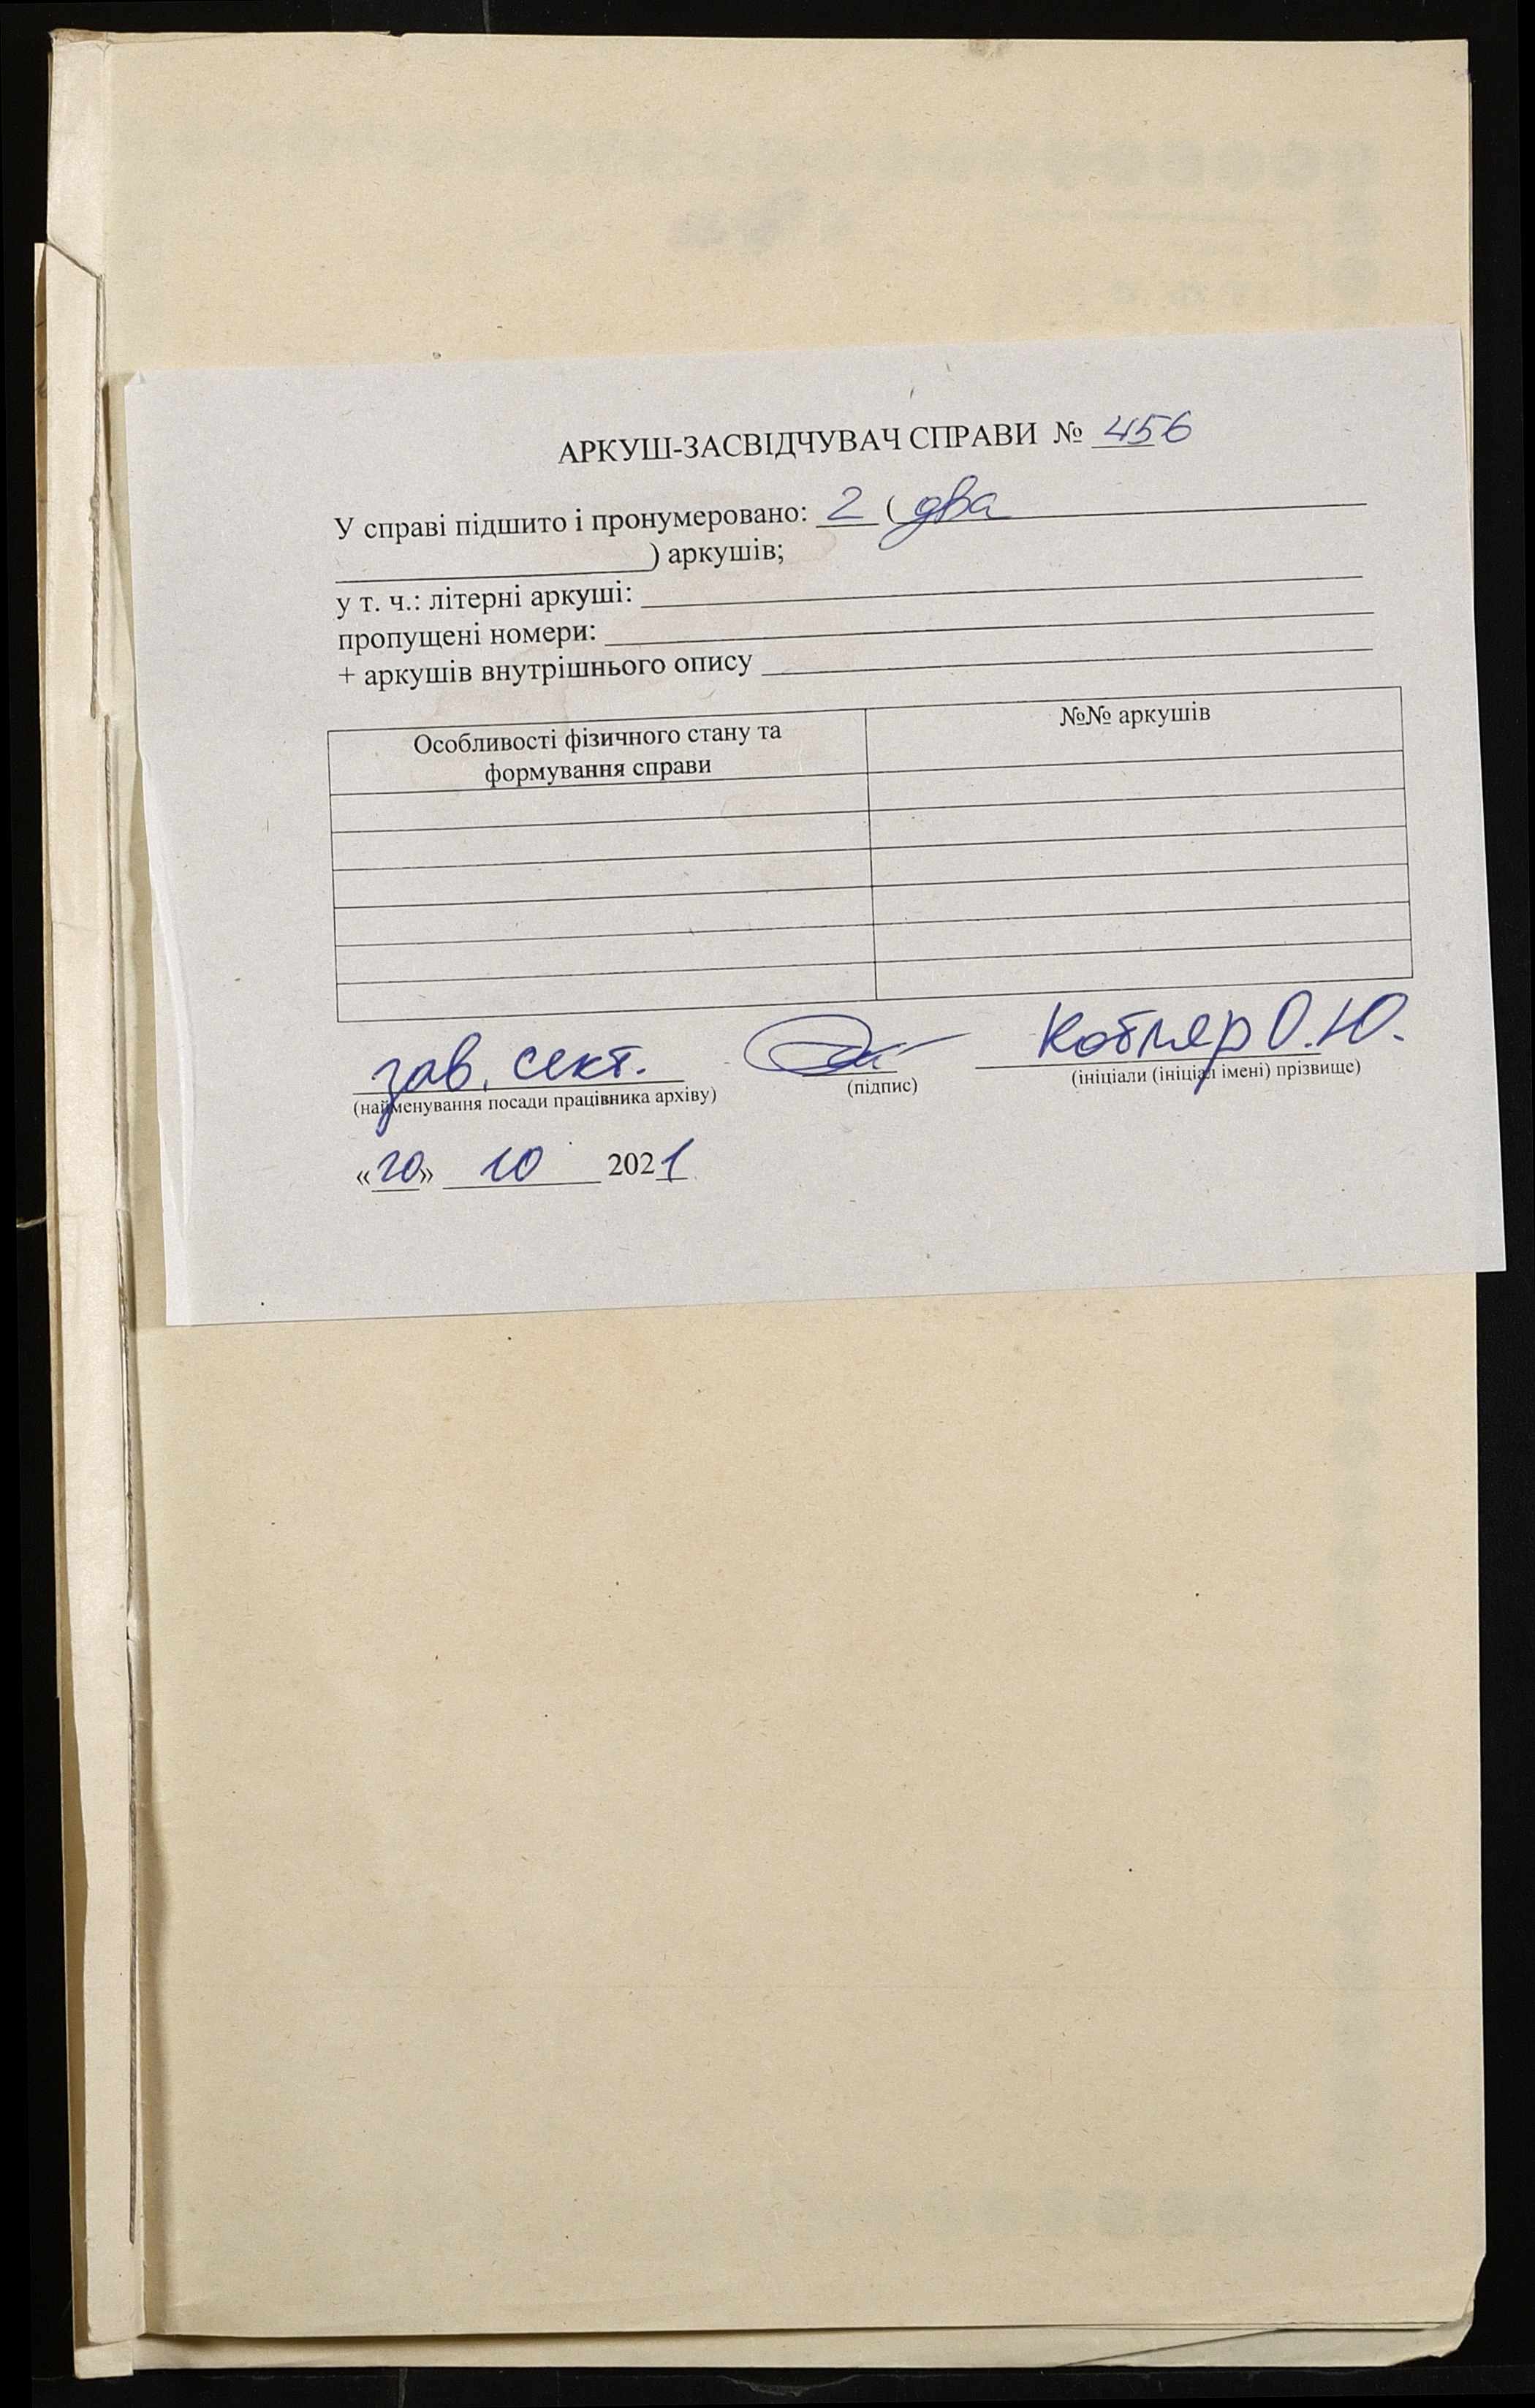 АРКУШ-ЗАСВІДЧУВАЧ СПРАВИ № 456
У справі підшито і пронумеровано: 2 ( два
) аркушів;
у т. ч.: літерні аркуші:
пропущені номери:
+ аркушів внутрішнього опису
Особливості фізичного стану та
формування справи
№№ аркушів
зав. сект.
Котляр О.Ю.
(найменування посади працівника архіву)
(підпис)
(ініціали (ініціал імені) прізвище)
«20» 10 2021